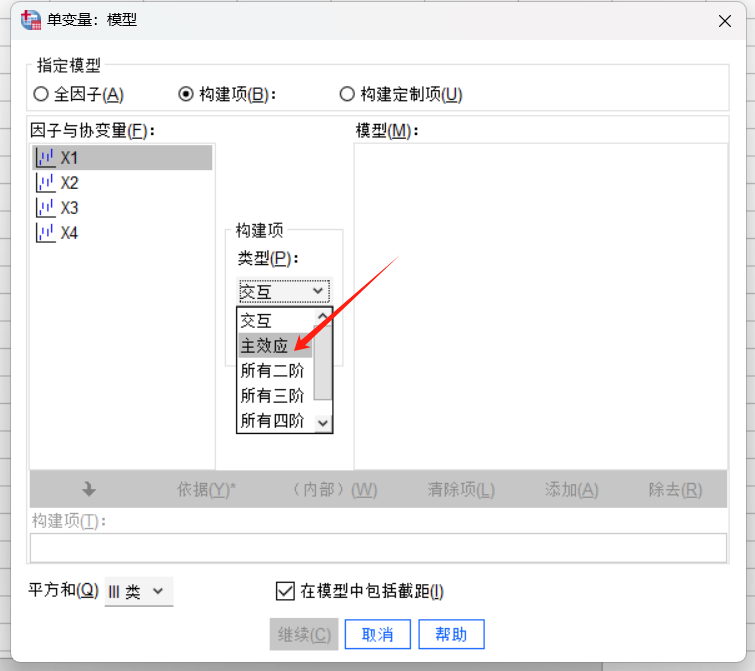 单变量：模型
指定模型
全因子(A) 构建项(B)： 构建定制项(U)
因子与协变量(F)： 模型(M)：
X1
X2
X3
X4
构建项
类型(P)：
交互
交互
主效应
所有二阶
所有三阶
所有四阶
依据(Y)* （内部）(W) 清除项(L) 添加(A) 除去(R)
构建项(T)：
平方和(Q) III 类 在模型中包括截距(I)
继续(C) 取消 帮助